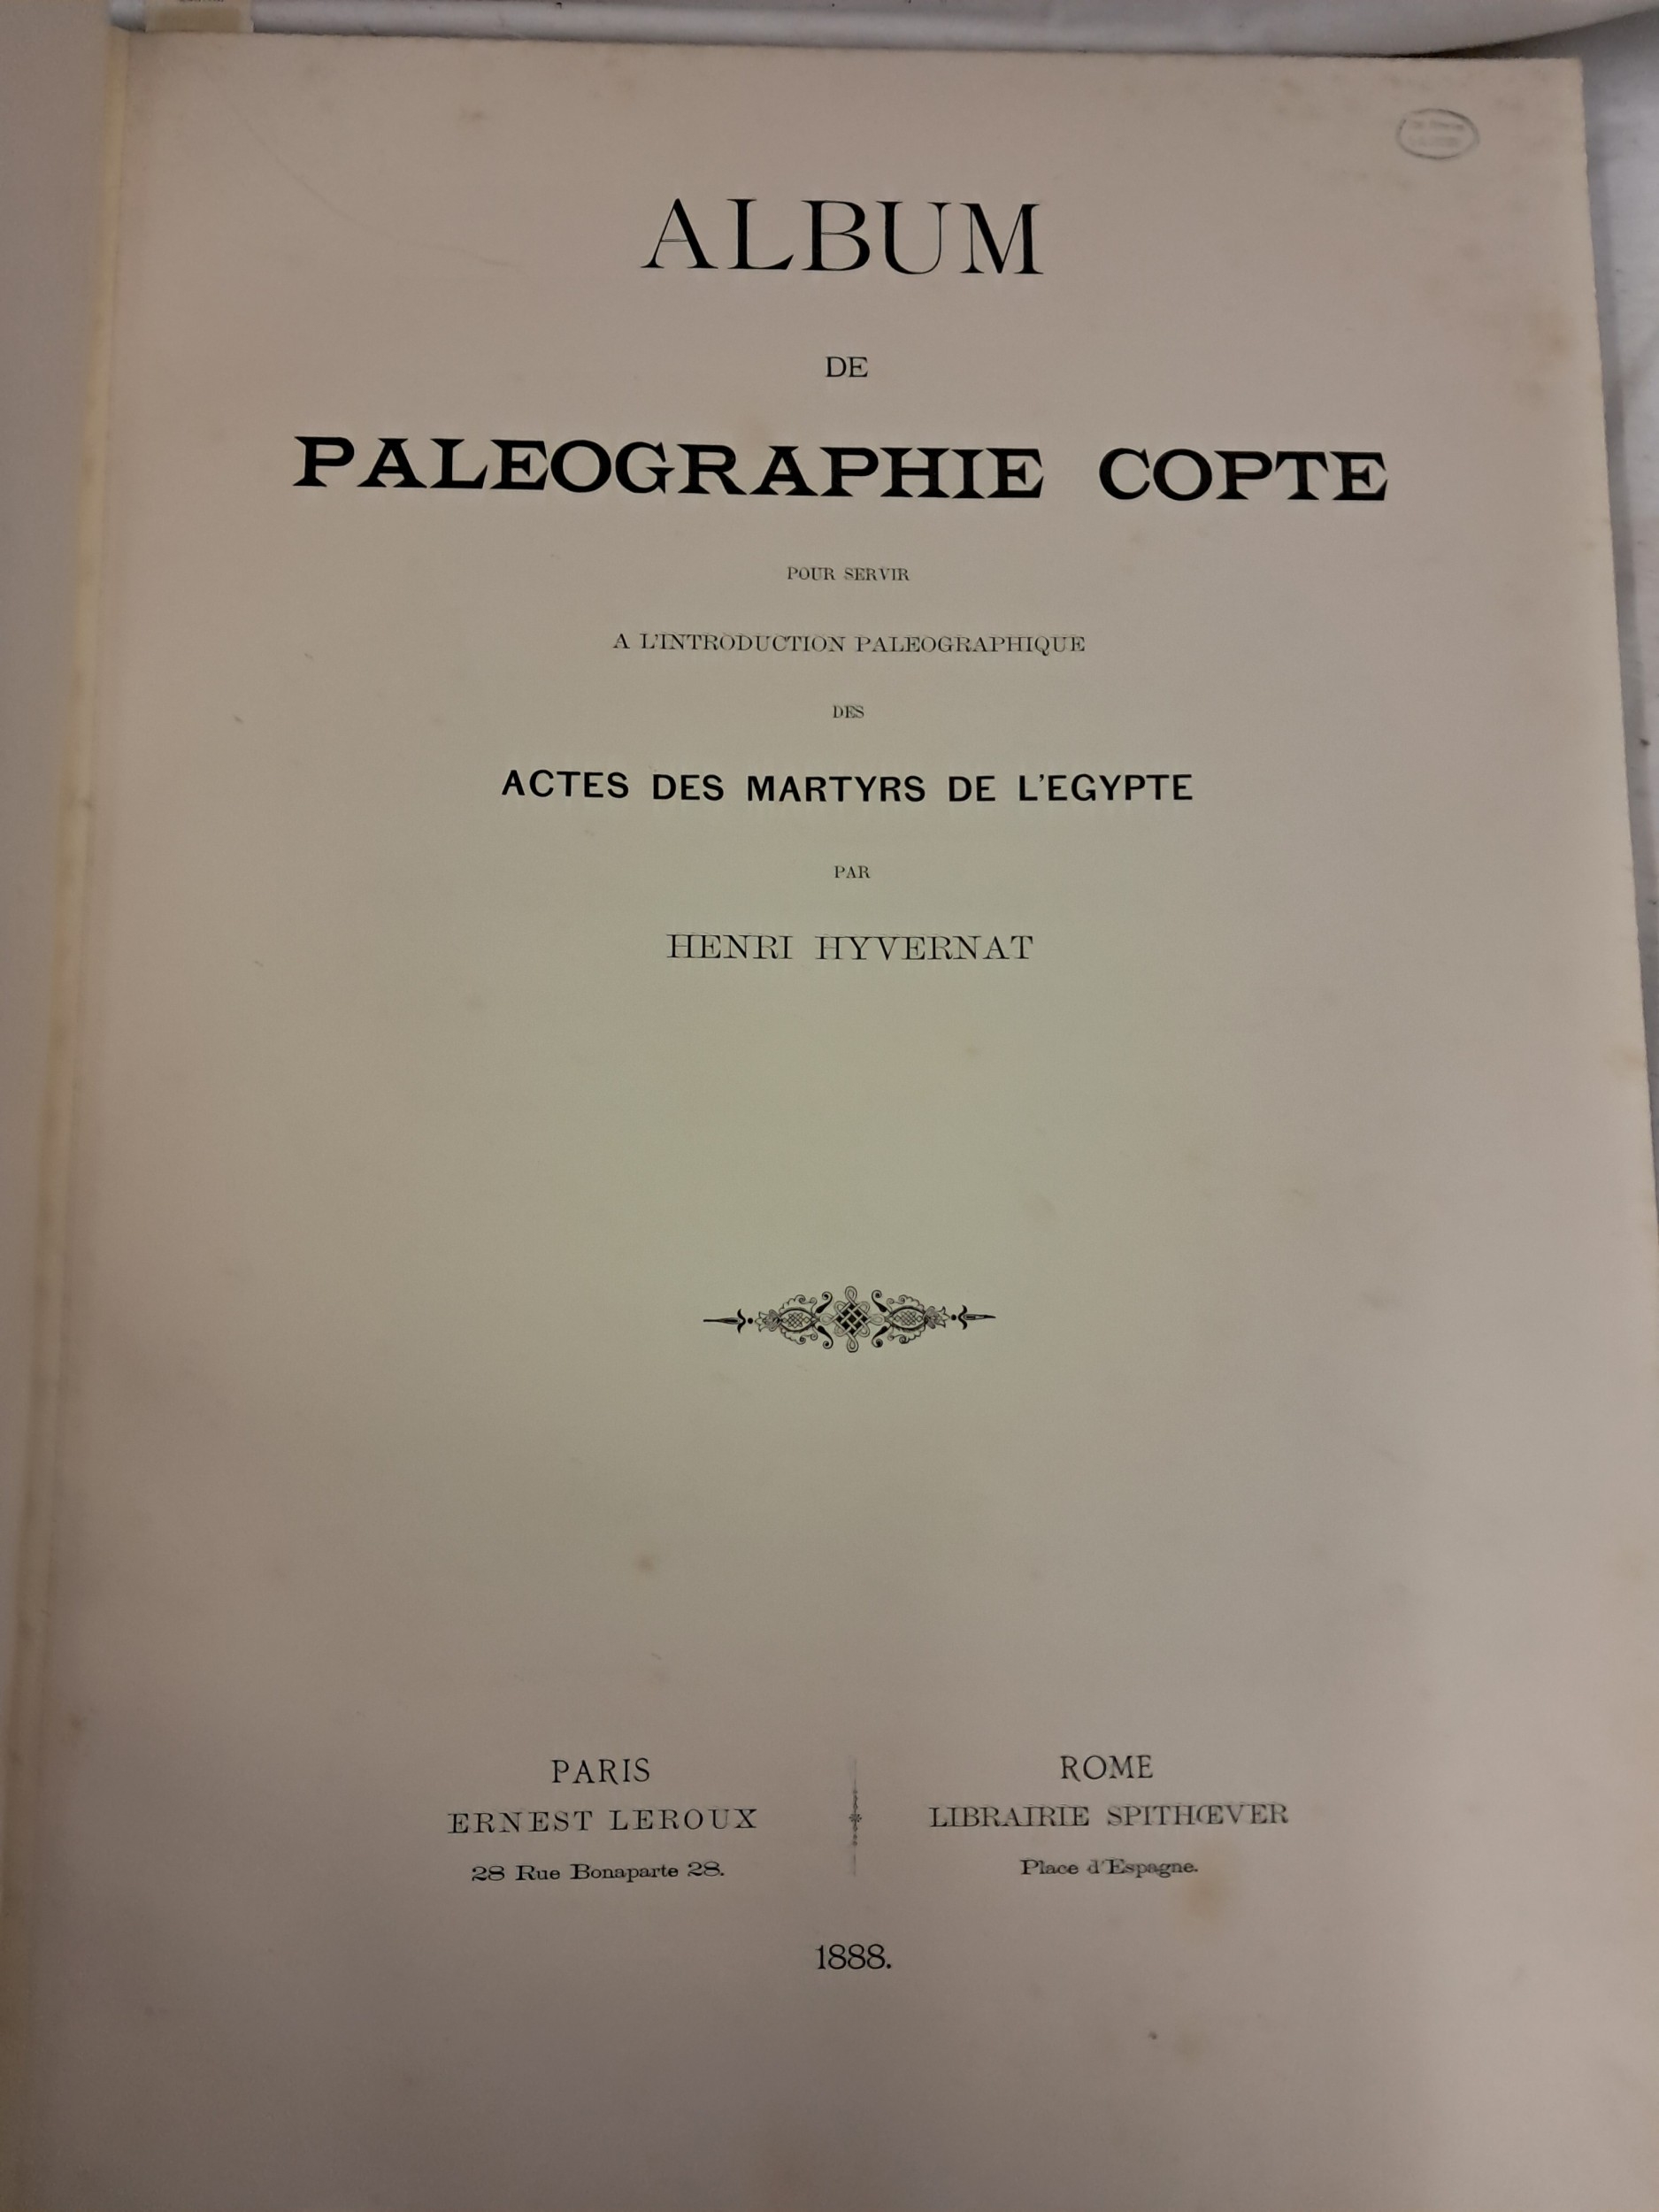 ALBUM
DE
PALEOGRAPHIE COPTE
POUR SERVIR
A L'INTRODUCTION PALEOGRAPHIQUE
DES
ACTES DES MARTYRS DE L'EGYPTE
PAR
HENRI HYVERNAT
PARIS
ERNEST LEROUX
28 Rue Bonaparte 28.
ROME
LIBRAIRIE SPITHŒVER
Place d'Espagne.
1888.